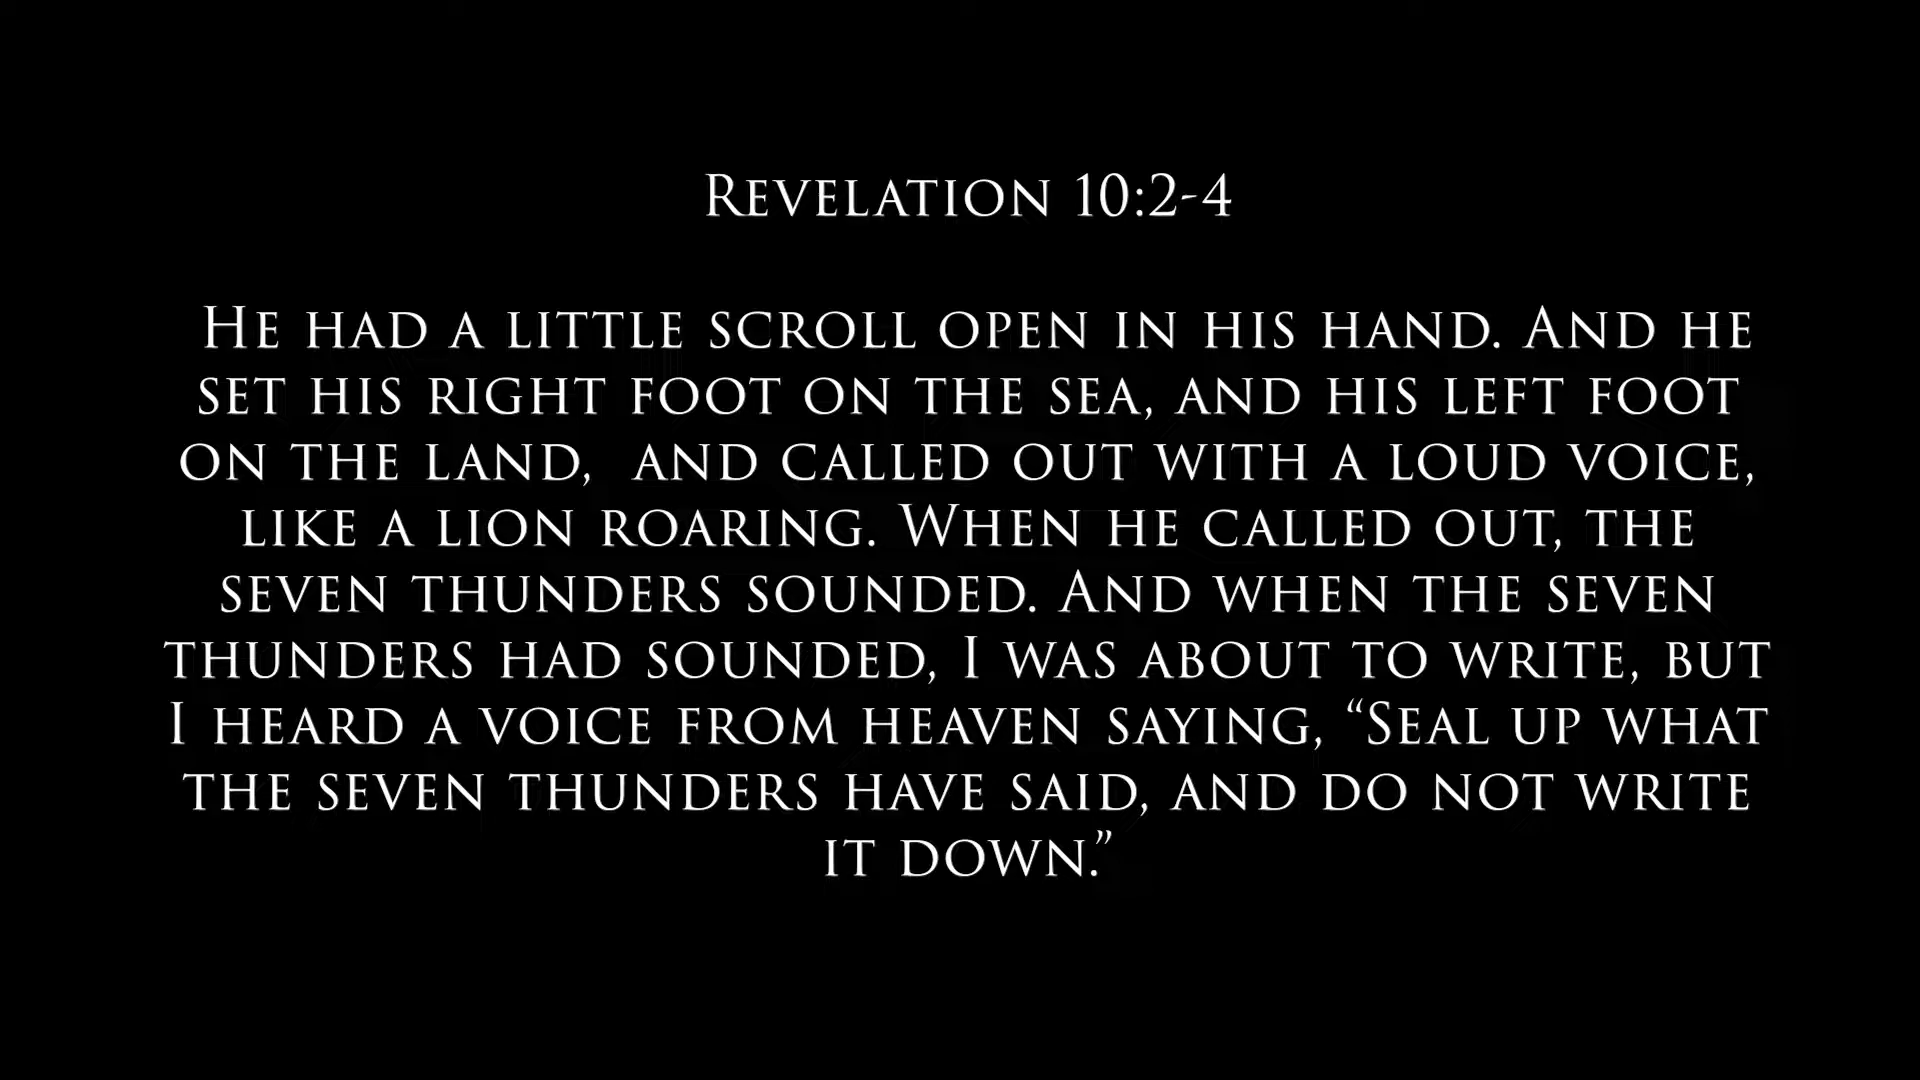 Revelation 10:2-4
He had a little scroll open in his hand. And he
set his right foot on the sea, and his left foot
on the land,  and called out with a loud voice,
like a lion roaring. When he called out, the
seven thunders sounded. And when the seven
thunders had sounded, I was about to write, but
I heard a voice from heaven saying, “Seal up what
the seven thunders have said, and do not write
it down.”